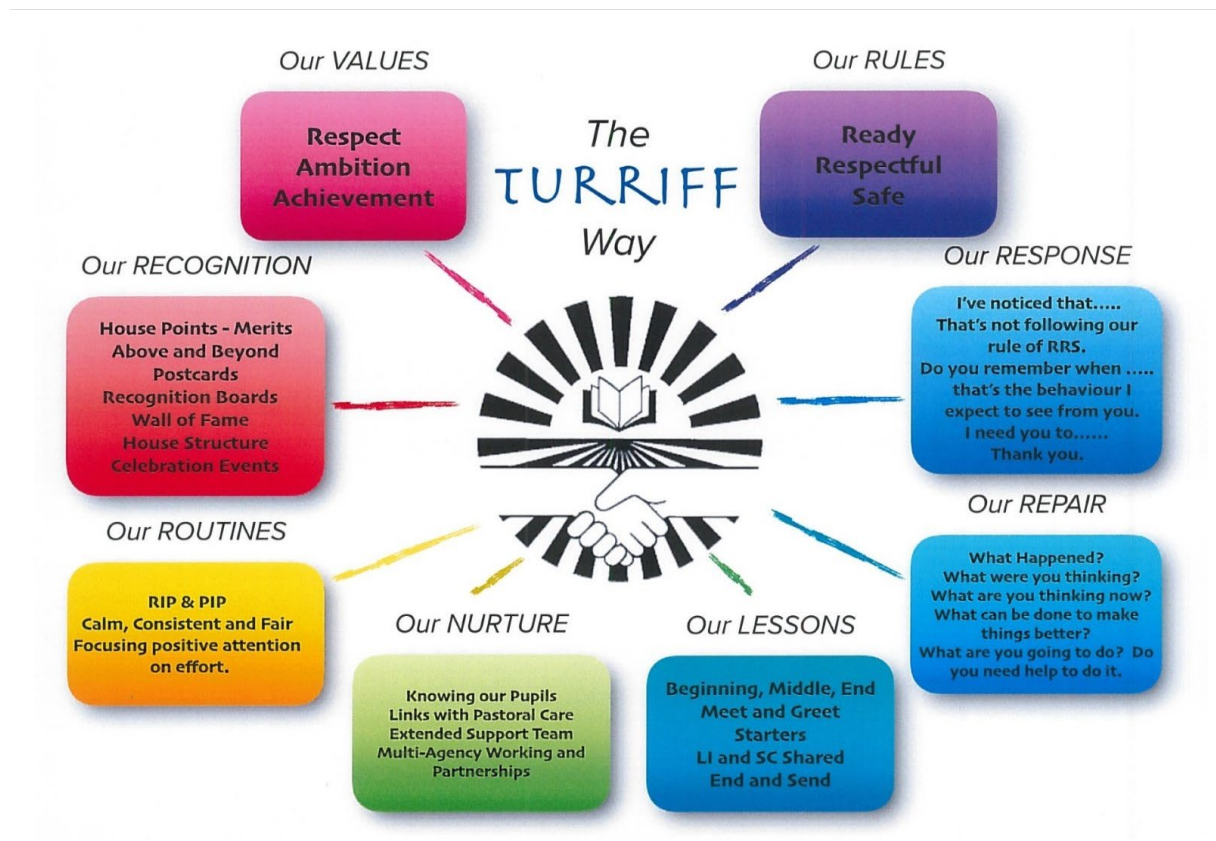 Our VALUES
Respect
Ambition
Achievement
The
TURRIFF
Way
Our RULES
Ready
Respectful
Safe
Our RECOGNITION
House Points - Merits
Above and Beyond
Postcards
Recognition Boards
Wall of Fame
House Structure
Celebration Events
Our RESPONSE
I've noticed that.....
That's not following our
rule of RRS.
Do you remember when .....
that's the behaviour I
expect to see from you.
I need you to......
Thank you.
Our ROUTINES
RIP & PIP
Calm, Consistent and Fair
Focusing positive attention
on effort.
Our NURTURE
Knowing our Pupils
Links with Pastoral Care
Extended Support Team
Multi-Agency Working and
Partnerships
Our LESSONS
Beginning, Middle, End
Meet and Greet
Starters
LI and SC Shared
End and Send
Our REPAIR
What Happened?
What were you thinking?
What are you thinking now?
What can be done to make
things better?
What are you going to do?  Do
you need help to do it.